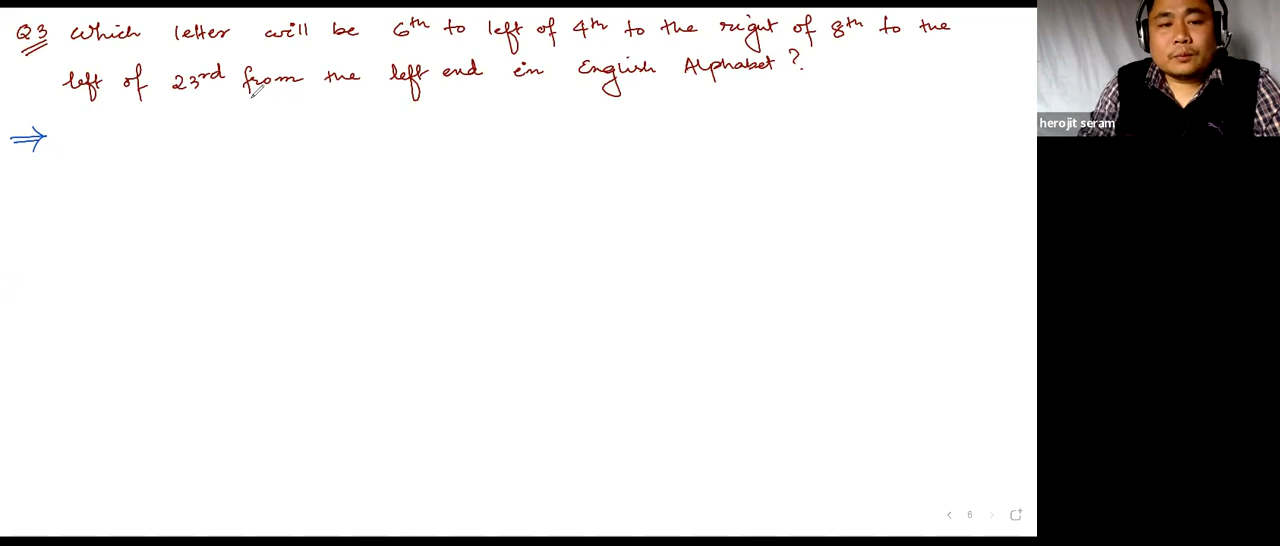 Q3 Which letter will be 6th to left of 4th to the right of 8th to the
left of 23rd from the left end in English Alphabet?
⇒
herojit seram
6